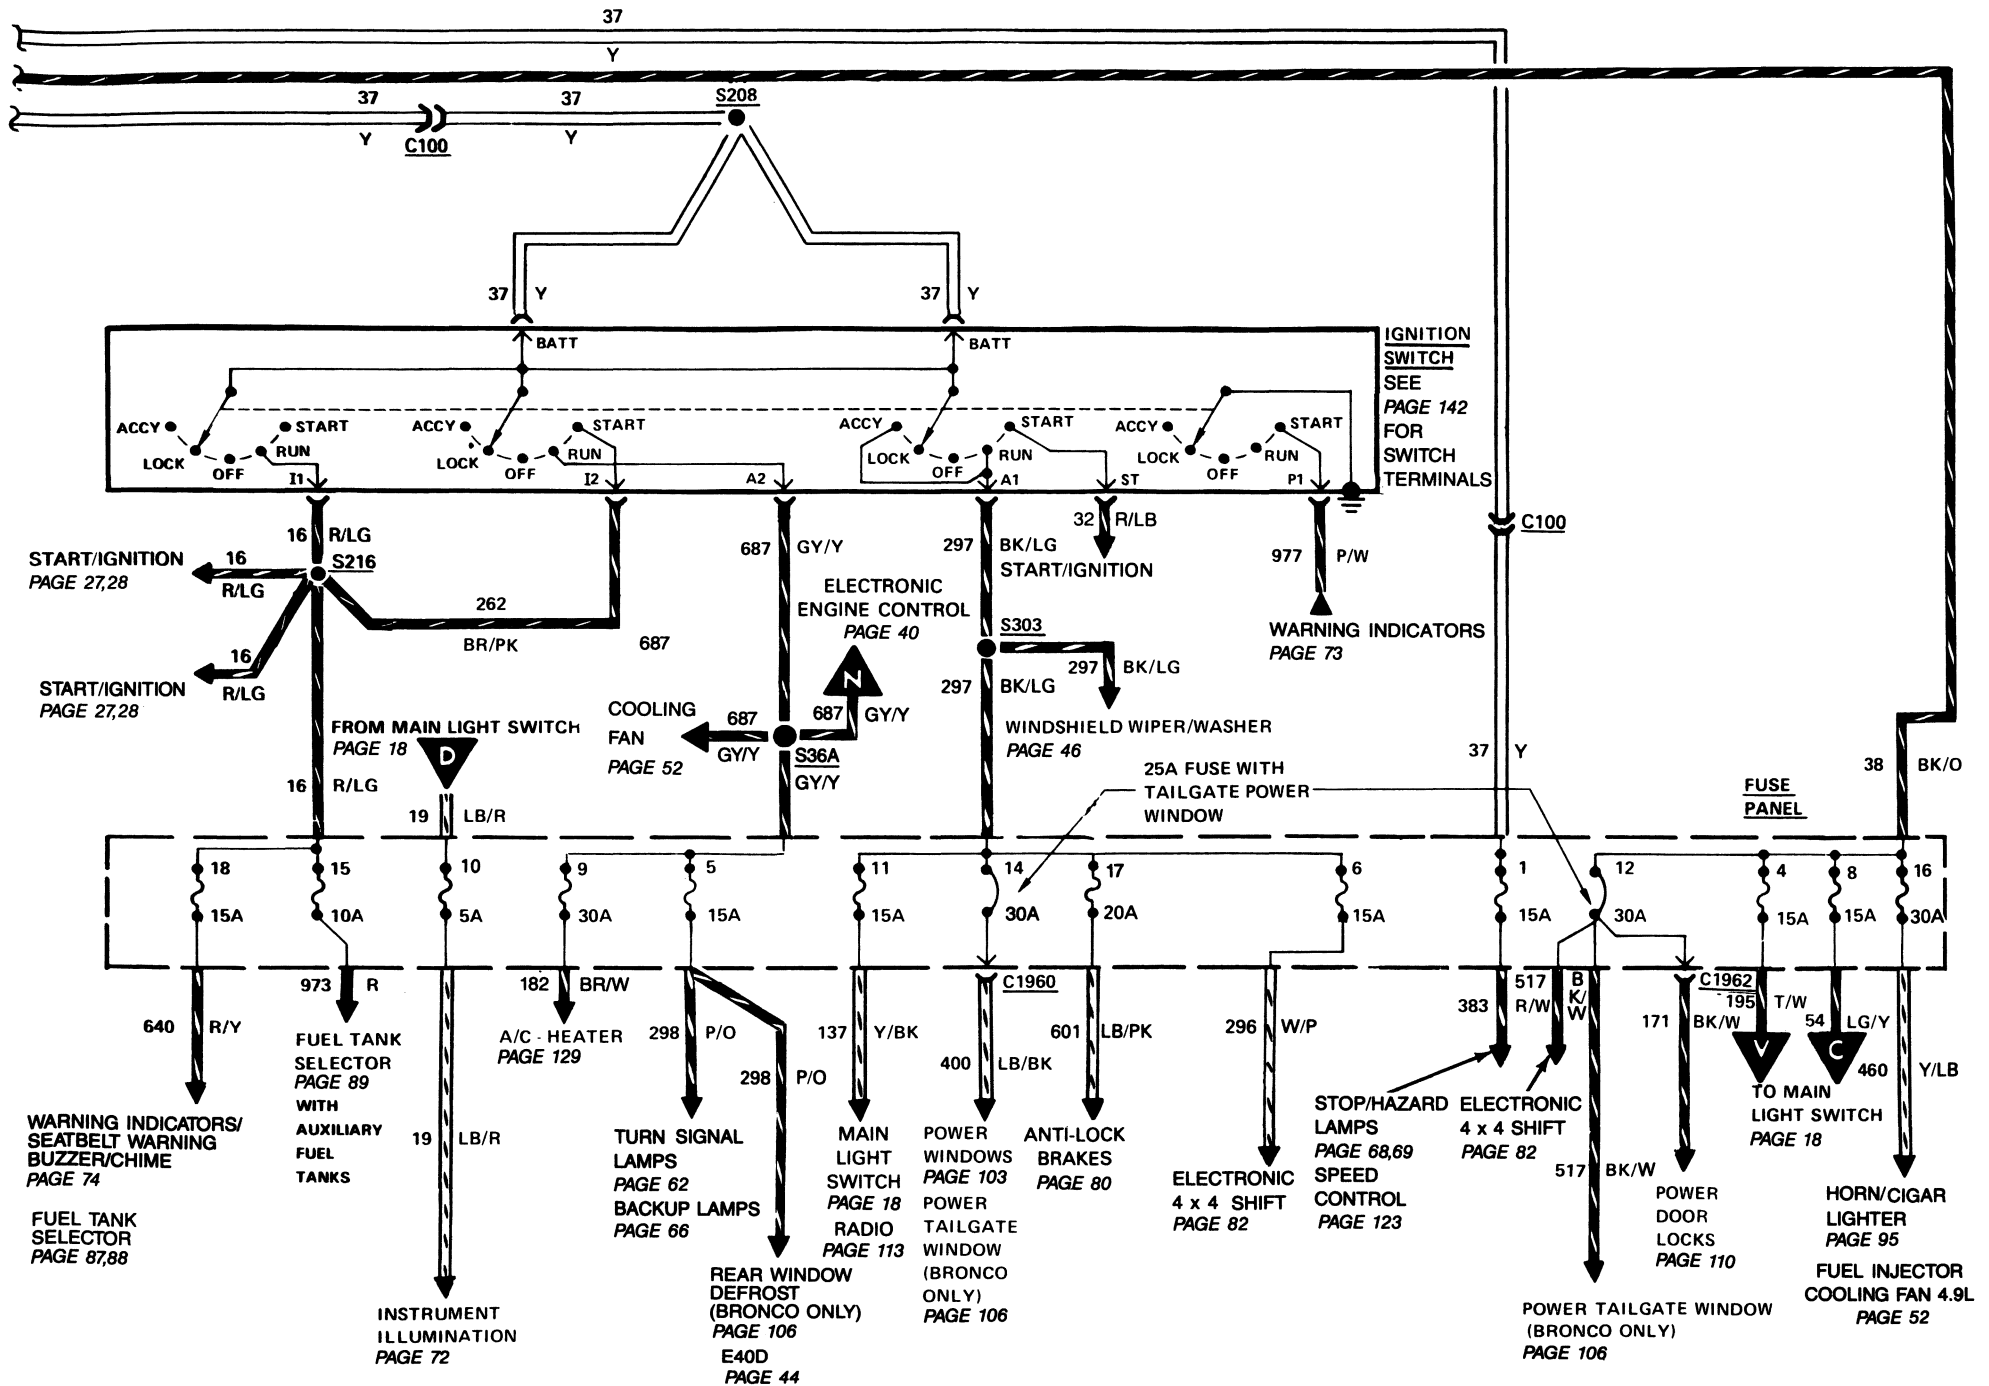 37
Y
37
37
S208
Y
Y
C100
37 Y
37 Y
BATT
BATT
IGNITION
SWITCH
SEE
PAGE 142
FOR
SWITCH
TERMINALS
ACCY
START
LOCK
RUN
OFF
I1
ACCY
START
LOCK
RUN
OFF
I2
A2
ACCY
START
LOCK
RUN
OFF
A1
ST
ACCY
START
LOCK
RUN
OFF
P1
16 R/LG
S216
START/IGNITION
PAGE 27,28
16
R/LG
262
BR/PK
START/IGNITION
PAGE 27,28
16
R/LG
687 GY/Y
687
ELECTRONIC
ENGINE CONTROL
PAGE 40
N
297 BK/LG
32 R/LB
START/IGNITION
977 P/W
WARNING INDICATORS
PAGE 73
C100
S303
297 BK/LG
297 BK/LG
WINDSHIELD WIPER/WASHER
PAGE 46
COOLING
FAN
PAGE 52
687
GY/Y
687 GY/Y
S36A
GY/Y
FROM MAIN LIGHT SWITCH
PAGE 18
D
16 R/LG
19 LB/R
25A FUSE WITH
TAILGATE POWER
WINDOW
37 Y
FUSE
PANEL
38 BK/O
18
15A
15
10A
10
5A
9
30A
5
15A
11
15A
14
30A
17
20A
6
15A
1
15A
12
30A
4
15A
8
15A
16
30A
640 R/Y
WARNING INDICATORS/
SEATBELT WARNING
BUZZER/CHIME
PAGE 74
FUEL TANK
SELECTOR
PAGE 87,88
973 R
FUEL TANK
SELECTOR
PAGE 89
WITH
AUXILIARY
FUEL
TANKS
19 LB/R
INSTRUMENT
ILLUMINATION
PAGE 72
182 BR/W
A/C - HEATER
PAGE 129
298 P/O
TURN SIGNAL
LAMPS
PAGE 62
BACKUP LAMPS
PAGE 66
298 P/O
REAR WINDOW
DEFROST
(BRONCO ONLY)
PAGE 106
E40D
PAGE 44
137 Y/BK
MAIN
LIGHT
SWITCH
PAGE 18
RADIO
PAGE 113
C1960
400 LB/BK
POWER
WINDOWS
PAGE 103
POWER
TAILGATE
WINDOW
(BRONCO
ONLY)
PAGE 106
601 LB/PK
ANTI-LOCK
BRAKES
PAGE 80
296 W/P
ELECTRONIC
4 x 4 SHIFT
PAGE 82
383
STOP/HAZARD
LAMPS
PAGE 68,69
SPEED
CONTROL
PAGE 123
517
R/W
B
K/
W
ELECTRONIC
4 x 4 SHIFT
PAGE 82
517 BK/W
POWER TAILGATE WINDOW
(BRONCO ONLY)
PAGE 106
C1962
171 BK/W
POWER
DOOR
LOCKS
PAGE 110
195 T/W
V
54 LG/Y
C
TO MAIN
LIGHT SWITCH
PAGE 18
460 Y/LB
HORN/CIGAR
LIGHTER
PAGE 95
FUEL INJECTOR
COOLING FAN 4.9L
PAGE 52